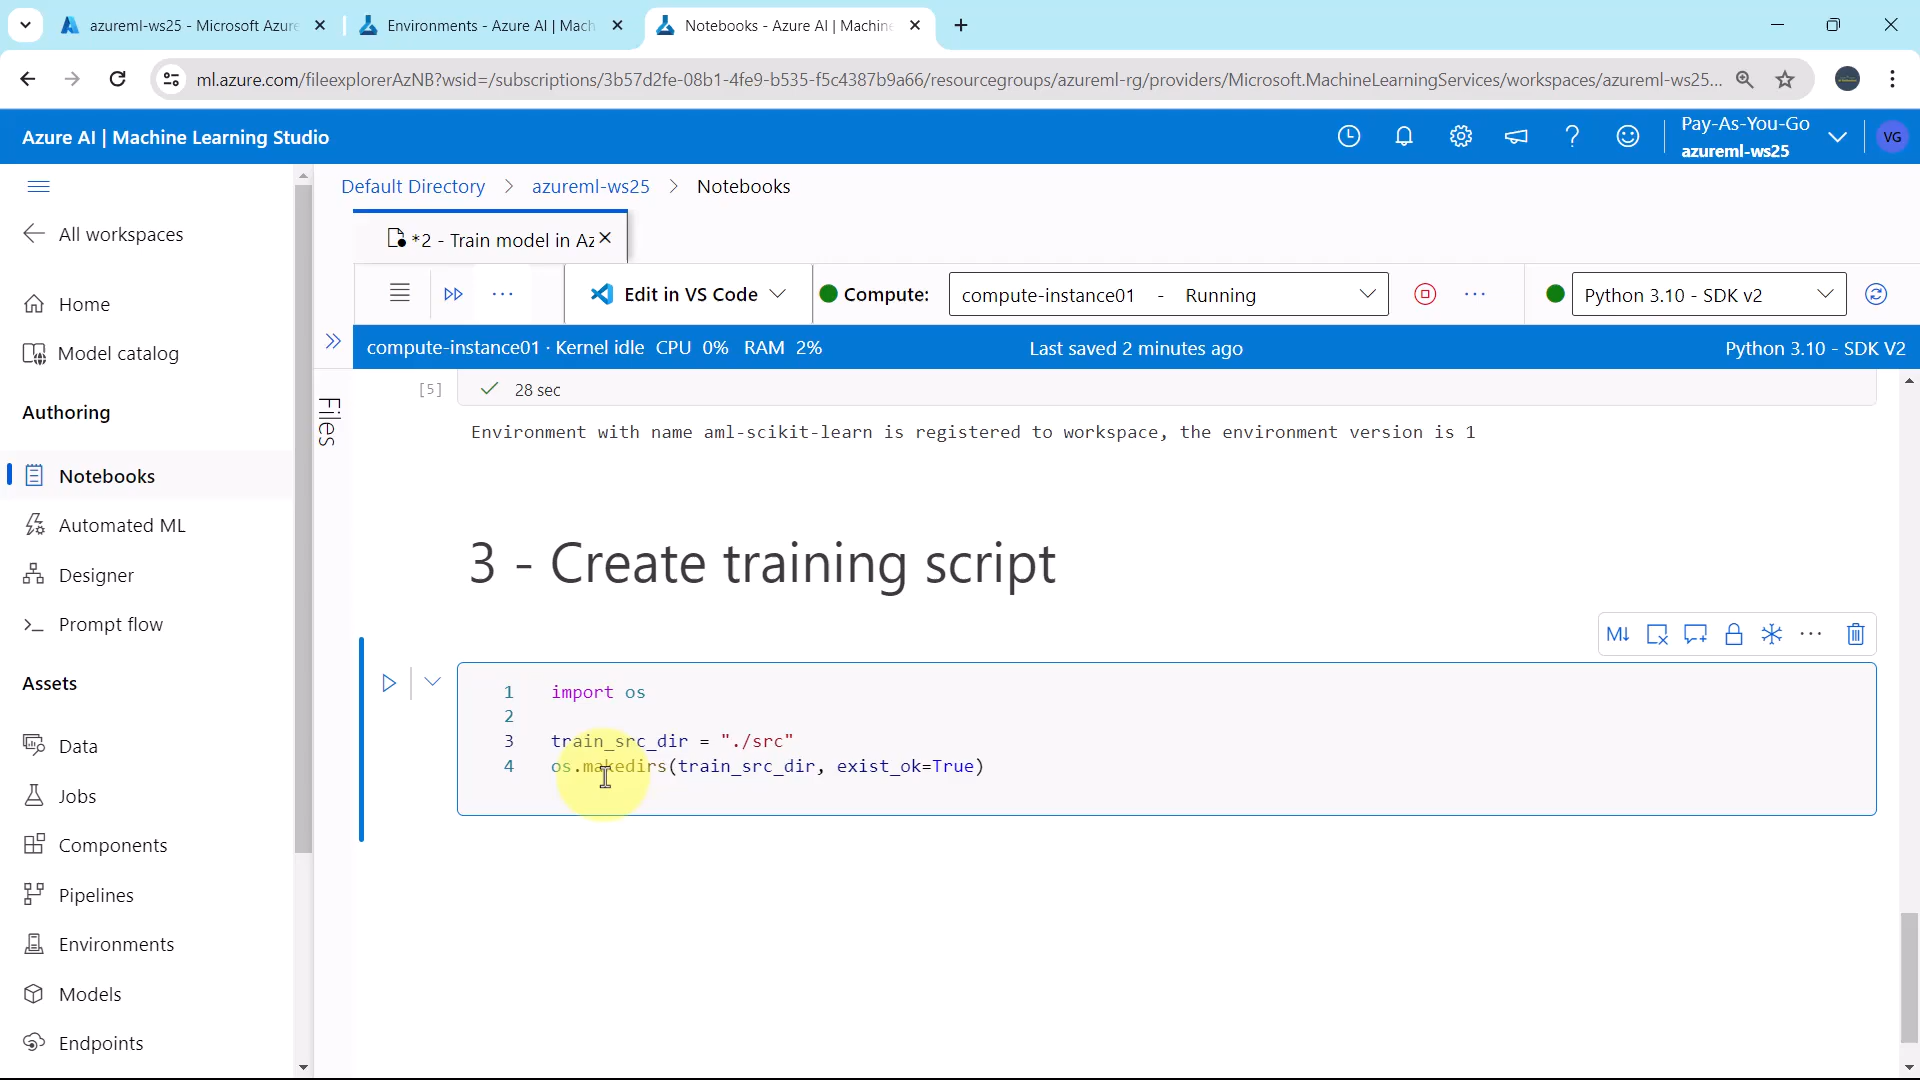 azureml-ws25 - Microsoft Azure
Environments - Azure AI | Mach
Notebooks - Azure AI | Machine
ml.azure.com/fileexplorerAzNB?wsid=/subscriptions/3b57d2fe-08b1-4fe9-b535-f5c4387b9a66/resourcegroups/azureml-rg/providers/Microsoft.MachineLearningServices/workspaces/azureml-ws25...
Azure AI | Machine Learning Studio
Pay-As-You-Go
azureml-ws25
VG
All workspaces
Home
Model catalog
Authoring
Notebooks
Automated ML
Designer
Prompt flow
Assets
Data
Jobs
Components
Pipelines
Environments
Models
Endpoints
Default Directory > azureml-ws25 > Notebooks
*2 - Train model in Az
Edit in VS Code
Compute:
compute-instance01 - Running
Python 3.10 - SDK v2
compute-instance01 · Kernel idle CPU 0% RAM 2%
Last saved 2 minutes ago
Python 3.10 - SDK V2
Files
[5]
28 sec
Environment with name aml-scikit-learn is registered to workspace, the environment version is 1
3 - Create training script
M↓
1 import os
2
3 train_src_dir = "./src"
4 os.makedirs(train_src_dir, exist_ok=True)